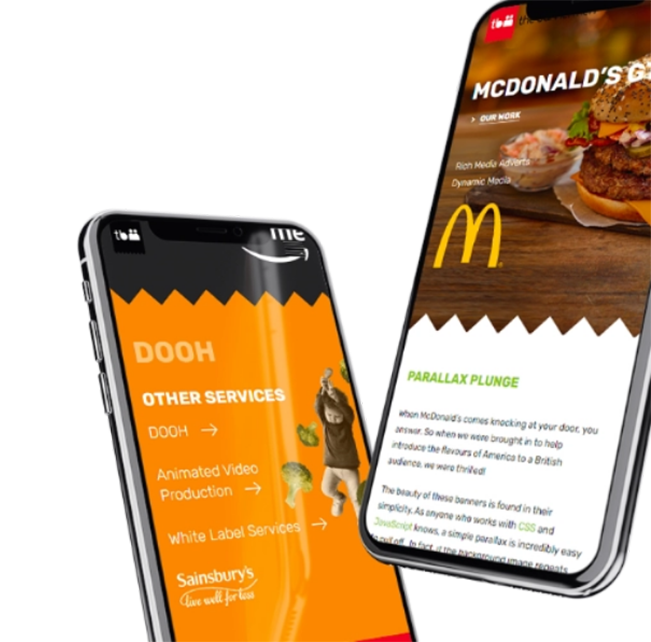 tbiii
me
DOOH
OTHER SERVICES
DOOH →
Animated Video
Production →
White Label Services →
Sainsbury's
live well for less
MCDONALD'S
> OUR WORK
Rich Media Adverts
Dynamic Media
PARALLAX PLUNGE
When McDonald's comes knocking at your door, you
answer. So when we were brought in to help
introduce the flavours of America to a British
audience, we were thrilled!
The beauty of these banners is found in their
simplicity. As anyone who works with CSS and
JavaScript knows, a simple parallax is incredibly easy
pull off. In fact, if the background image repeats